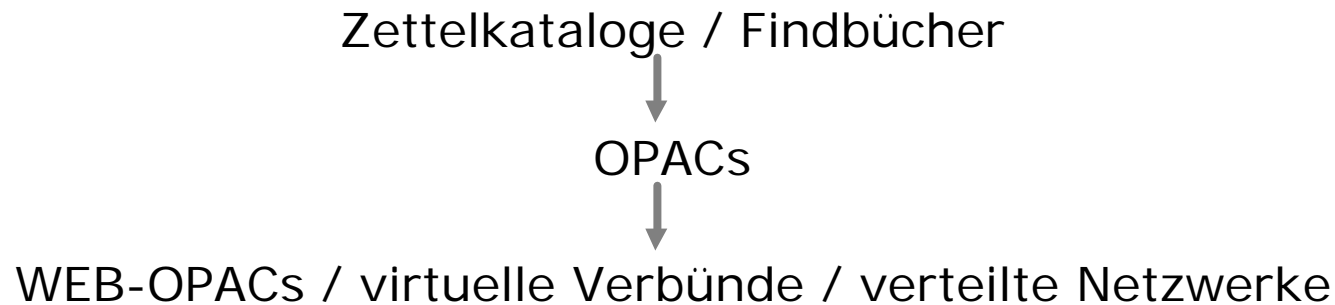 Zettelkataloge / Findbücher
OPACs
WEB-OPACs / virtuelle Verbünde / verteilte Netzwerke